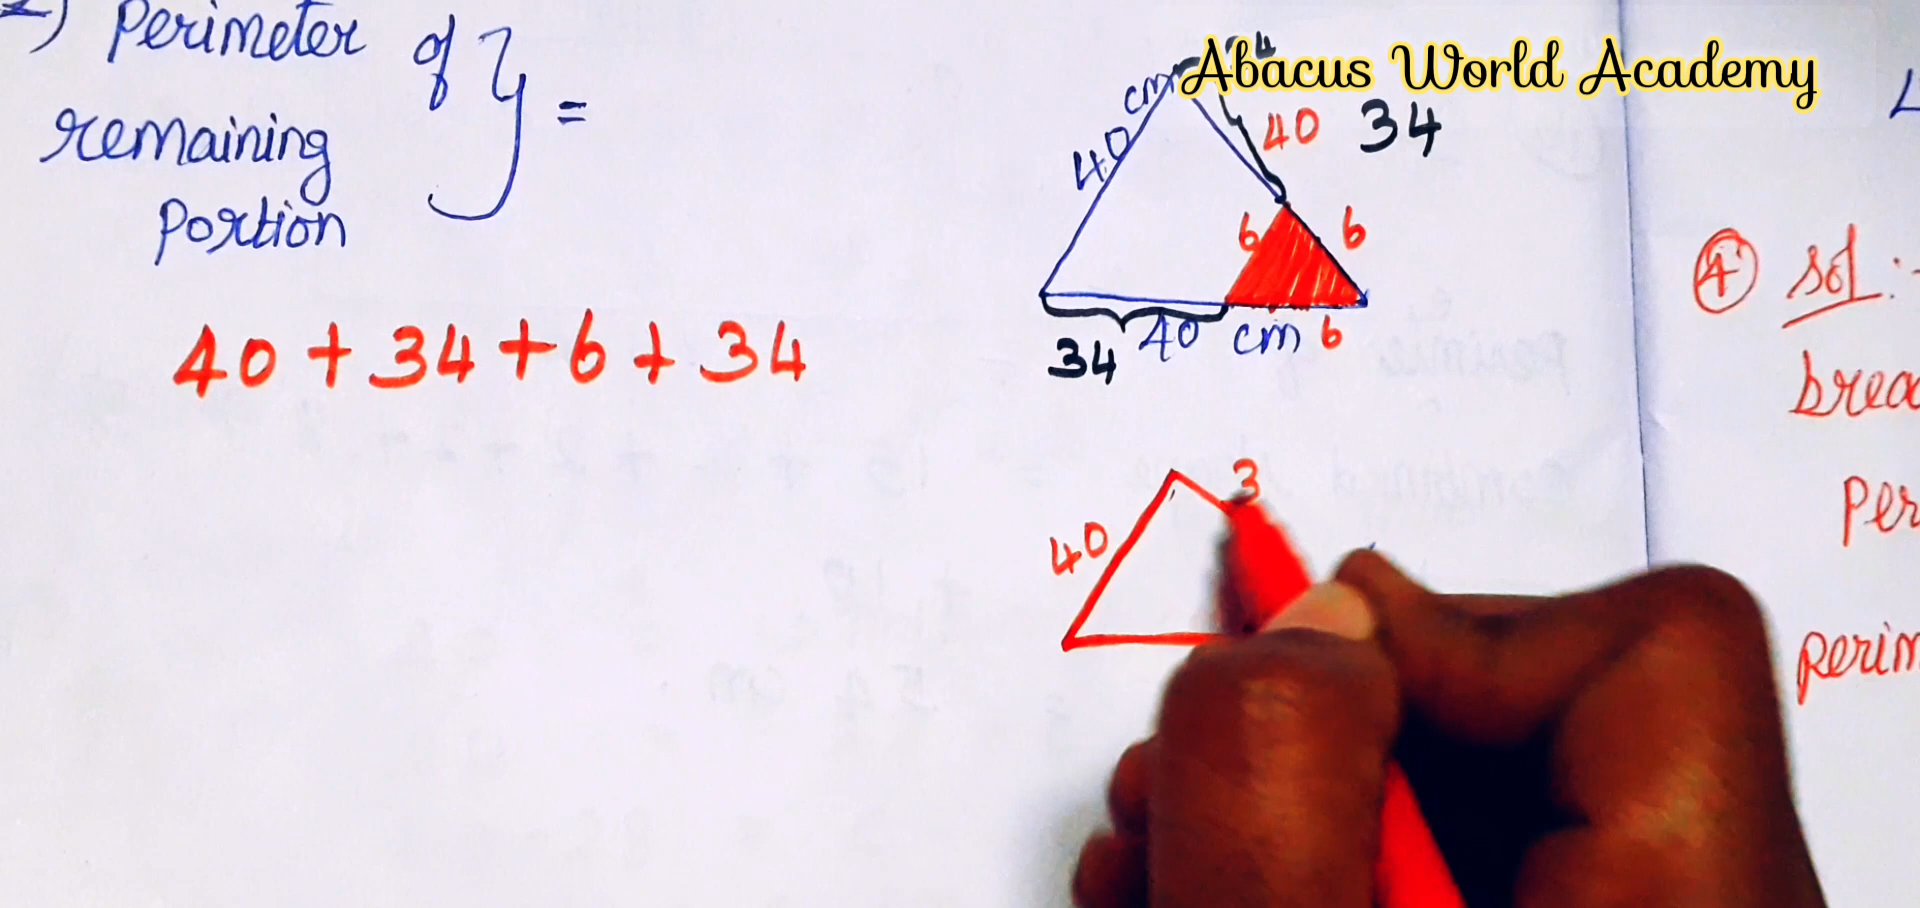 2) Perimeter of } =
remaining
Portion
40 + 34 + 6 + 34
Abacus World Academy
40 cm
40 34
6 6
34 40 cm 6
40 3
4 Sol :-
Per
Perim